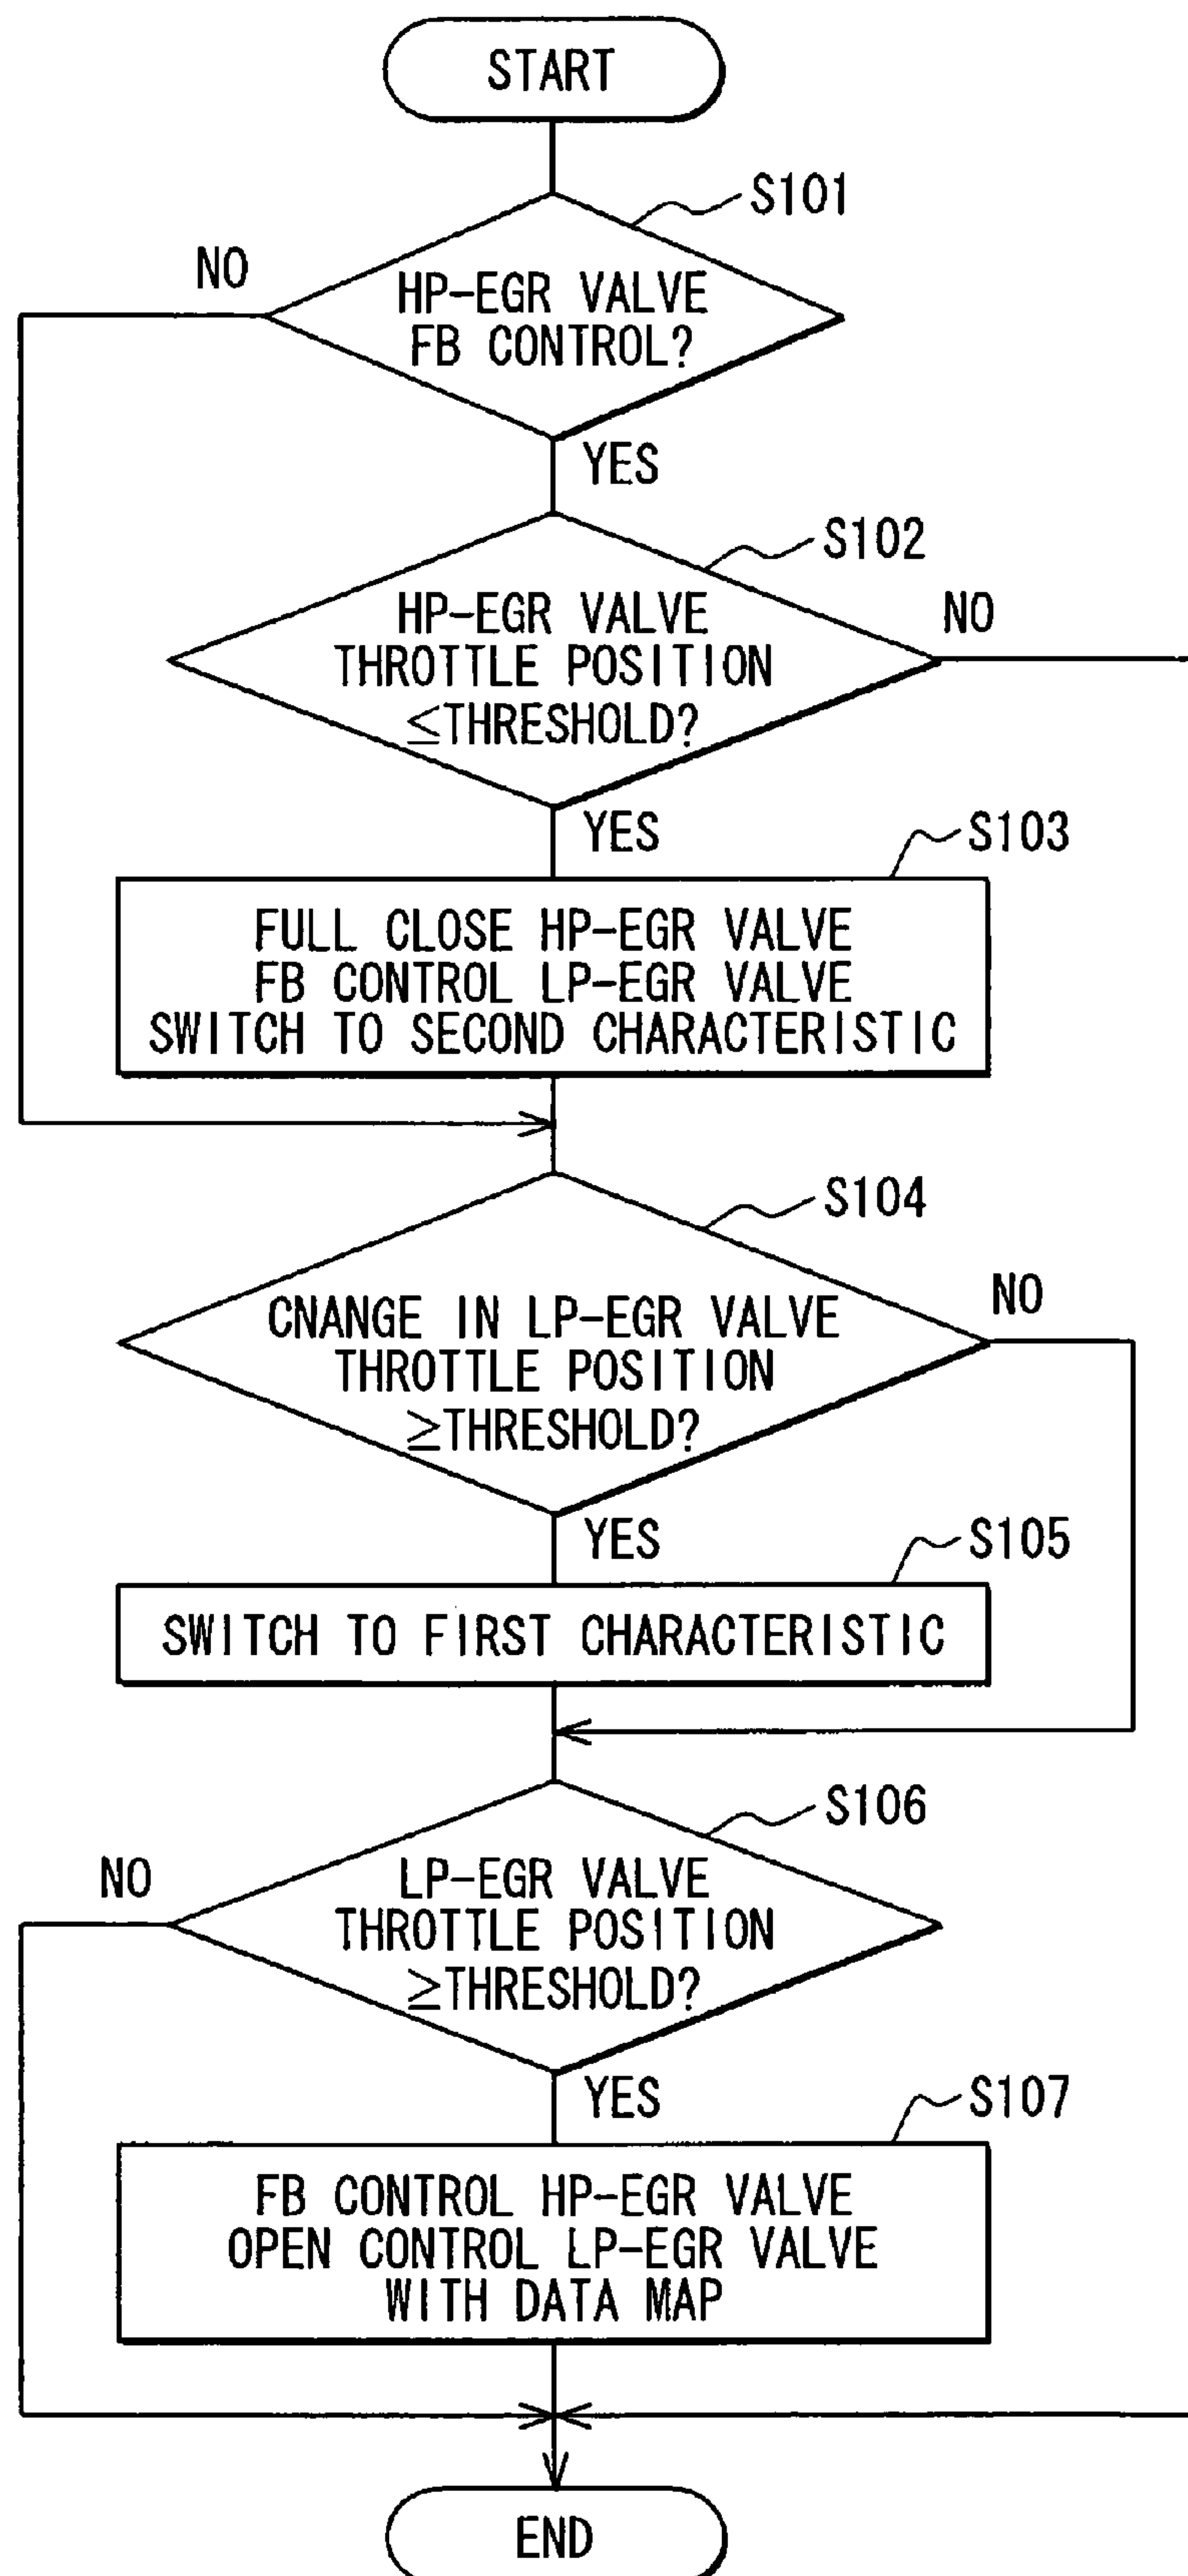 START
S101
NO
HP-EGR VALVE
FB CONTROL?
YES
S102
HP-EGR VALVE
THROTTLE POSITION
≤THRESHOLD?
NO
YES
S103
FULL CLOSE HP-EGR VALVE
FB CONTROL LP-EGR VALVE
SWITCH TO SECOND CHARACTERISTIC
S104
CNANGE IN LP-EGR VALVE
THROTTLE POSITION
≥THRESHOLD?
NO
YES
S105
SWITCH TO FIRST CHARACTERISTIC
S106
NO
LP-EGR VALVE
THROTTLE POSITION
≥THRESHOLD?
YES
S107
FB CONTROL HP-EGR VALVE
OPEN CONTROL LP-EGR VALVE
WITH DATA MAP
END